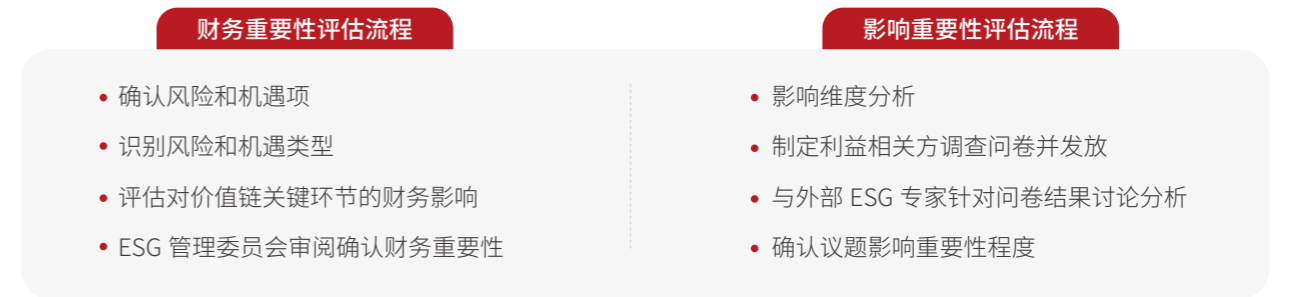 财务重要性评估流程
• 确认风险和机遇项
• 识别风险和机遇类型
• 评估对价值链关键环节的财务影响
• ESG 管理委员会审阅确认财务重要性
影响重要性评估流程
• 影响维度分析
• 制定利益相关方调查问卷并发放
• 与外部 ESG 专家针对问卷结果讨论分析
• 确认议题影响重要性程度